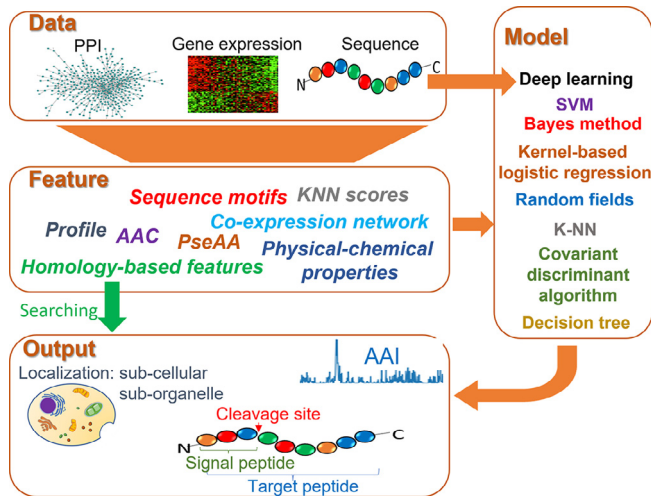 Data
PPI
Gene expression
Sequence
N
C
Feature
Sequence motifs
KNN scores
Profile
AAC
Co-expression network
PseAA
Physical-chemical
properties
Homology-based features
Searching
Output
Localization: sub-cellular
sub-organelle
AAI
Cleavage site
N
C
Signal peptide
Target peptide
Model
Deep learning
SVM
Bayes method
Kernel-based
logistic regression
Random fields
K-NN
Covariant
discriminant
algorithm
Decision tree